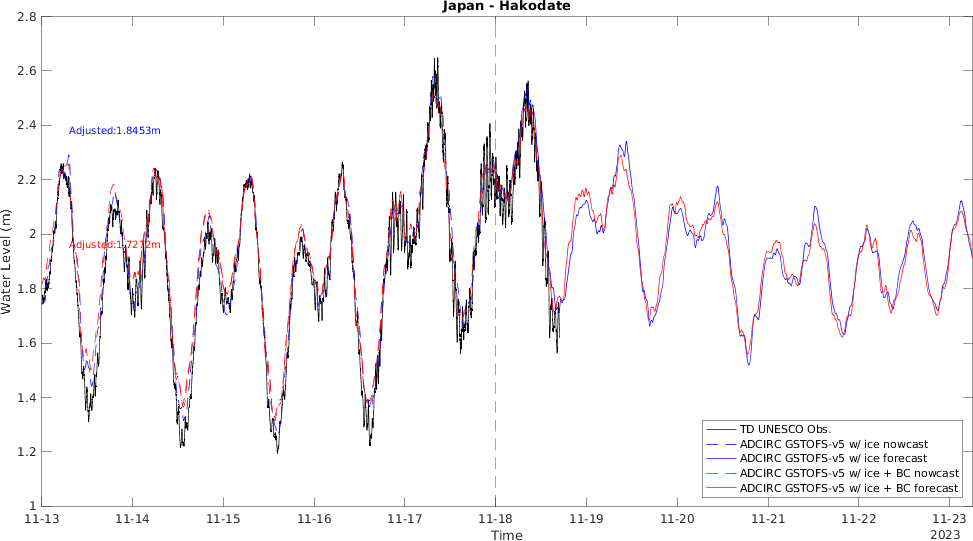 Japan - Hakodate
2.8
2.6
2.4
2.2
2
1.8
1.6
1.4
1.2
1
Water Level (m)
Adjusted:1.8453m
Adjusted:1.7212m
TD UNESCO Obs.
ADCIRC GSTOFS-v5 w/ ice nowcast
ADCIRC GSTOFS-v5 w/ ice forecast
ADCIRC GSTOFS-v5 w/ ice + BC nowcast
ADCIRC GSTOFS-v5 w/ ice + BC forecast
11-13 11-14 11-15 11-16 11-17 11-18 11-19 11-20 11-21 11-22 11-23
Time 2023